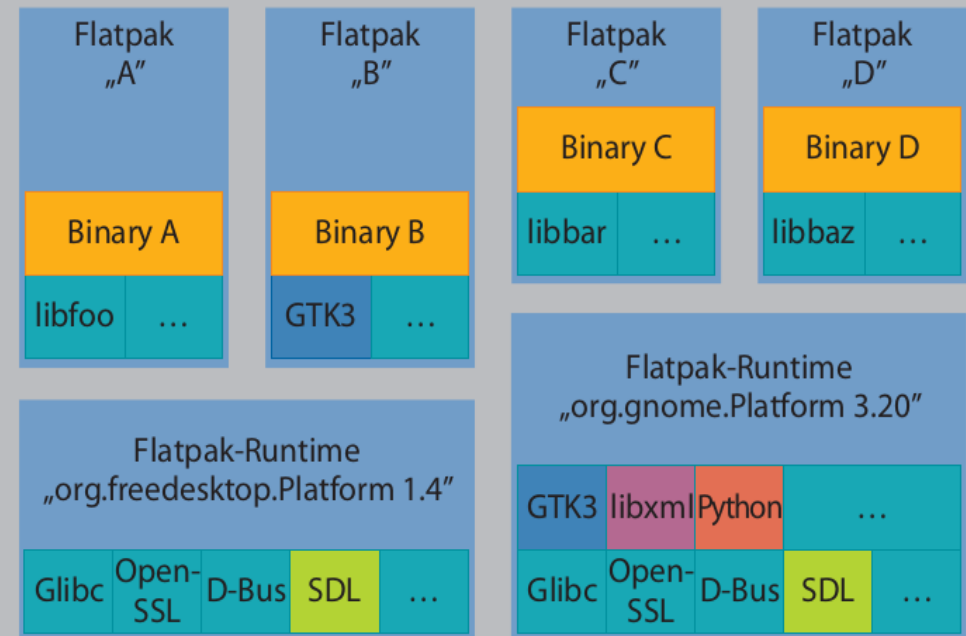 Flatpak
„A”
Binary A
libfoo
…
Flatpak
„B”
Binary B
GTK3
…
Flatpak
„C”
Binary C
libbar
…
Flatpak
„D”
Binary D
libbaz
…
Flatpak-Runtime
„org.freedesktop.Platform 1.4”
Glibc
Open-
SSL
D-Bus
SDL
…
Flatpak-Runtime
„org.gnome.Platform 3.20”
GTK3
libxml
Python
…
Glibc
Open-
SSL
D-Bus
SDL
…